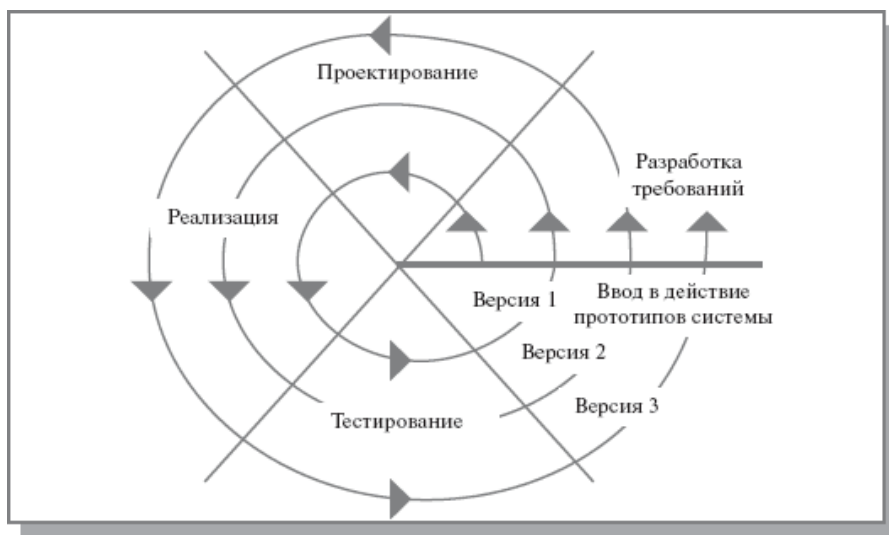 Проектирование
Разработка
требований
Реализация
Версия 1
Ввод в действие
прототипов системы
Версия 2
Версия 3
Тестирование